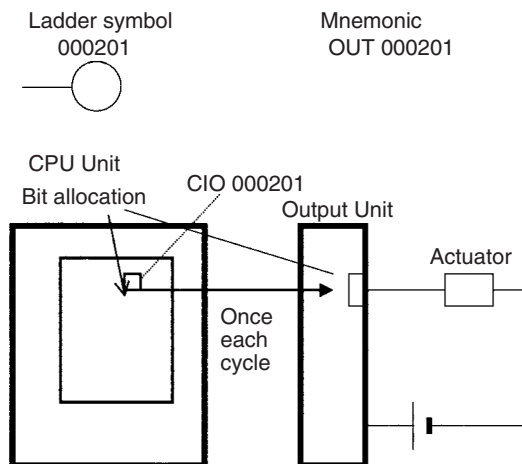 Ladder symbol
000201
Mnemonic
OUT 000201
CPU Unit
Bit allocation
CIO 000201
Output Unit
Actuator
Once
each
cycle